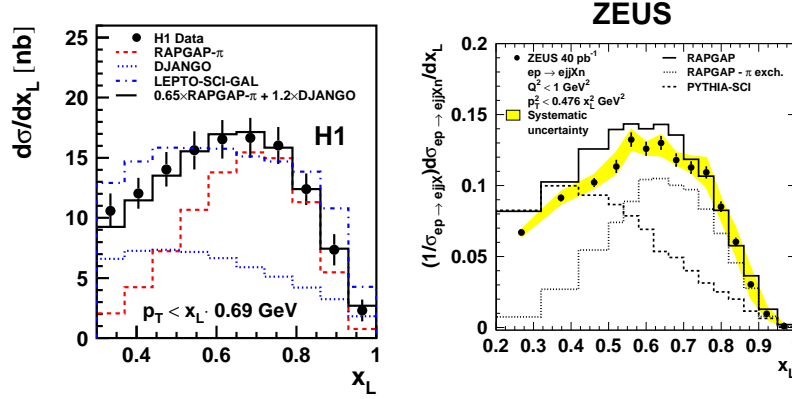 ZEUS
dσ/dx_L [nb]
25
20
15
10
5
0
H1 Data
RAPGAP-π
DJANGO
LEPTO-SCI-GAL
0.65×RAPGAP-π + 1.2×DJANGO
H1
p_T < x_L · 0.69 GeV
0.4 0.6 0.8 1
x_L
(1/σ_ep → ejjX)dσ_ep → ejjXn/dx_L
0.2
0.15
0.1
0.05
0
ZEUS 40 pb⁻¹
ep → ejjXn
Q² < 1 GeV²
p_T² < 0.476 x_L² GeV²
Systematic
uncertainty
RAPGAP
RAPGAP - π exch.
PYTHIA-SCI
0.2 0.3 0.4 0.5 0.6 0.7 0.8 0.9
x_L